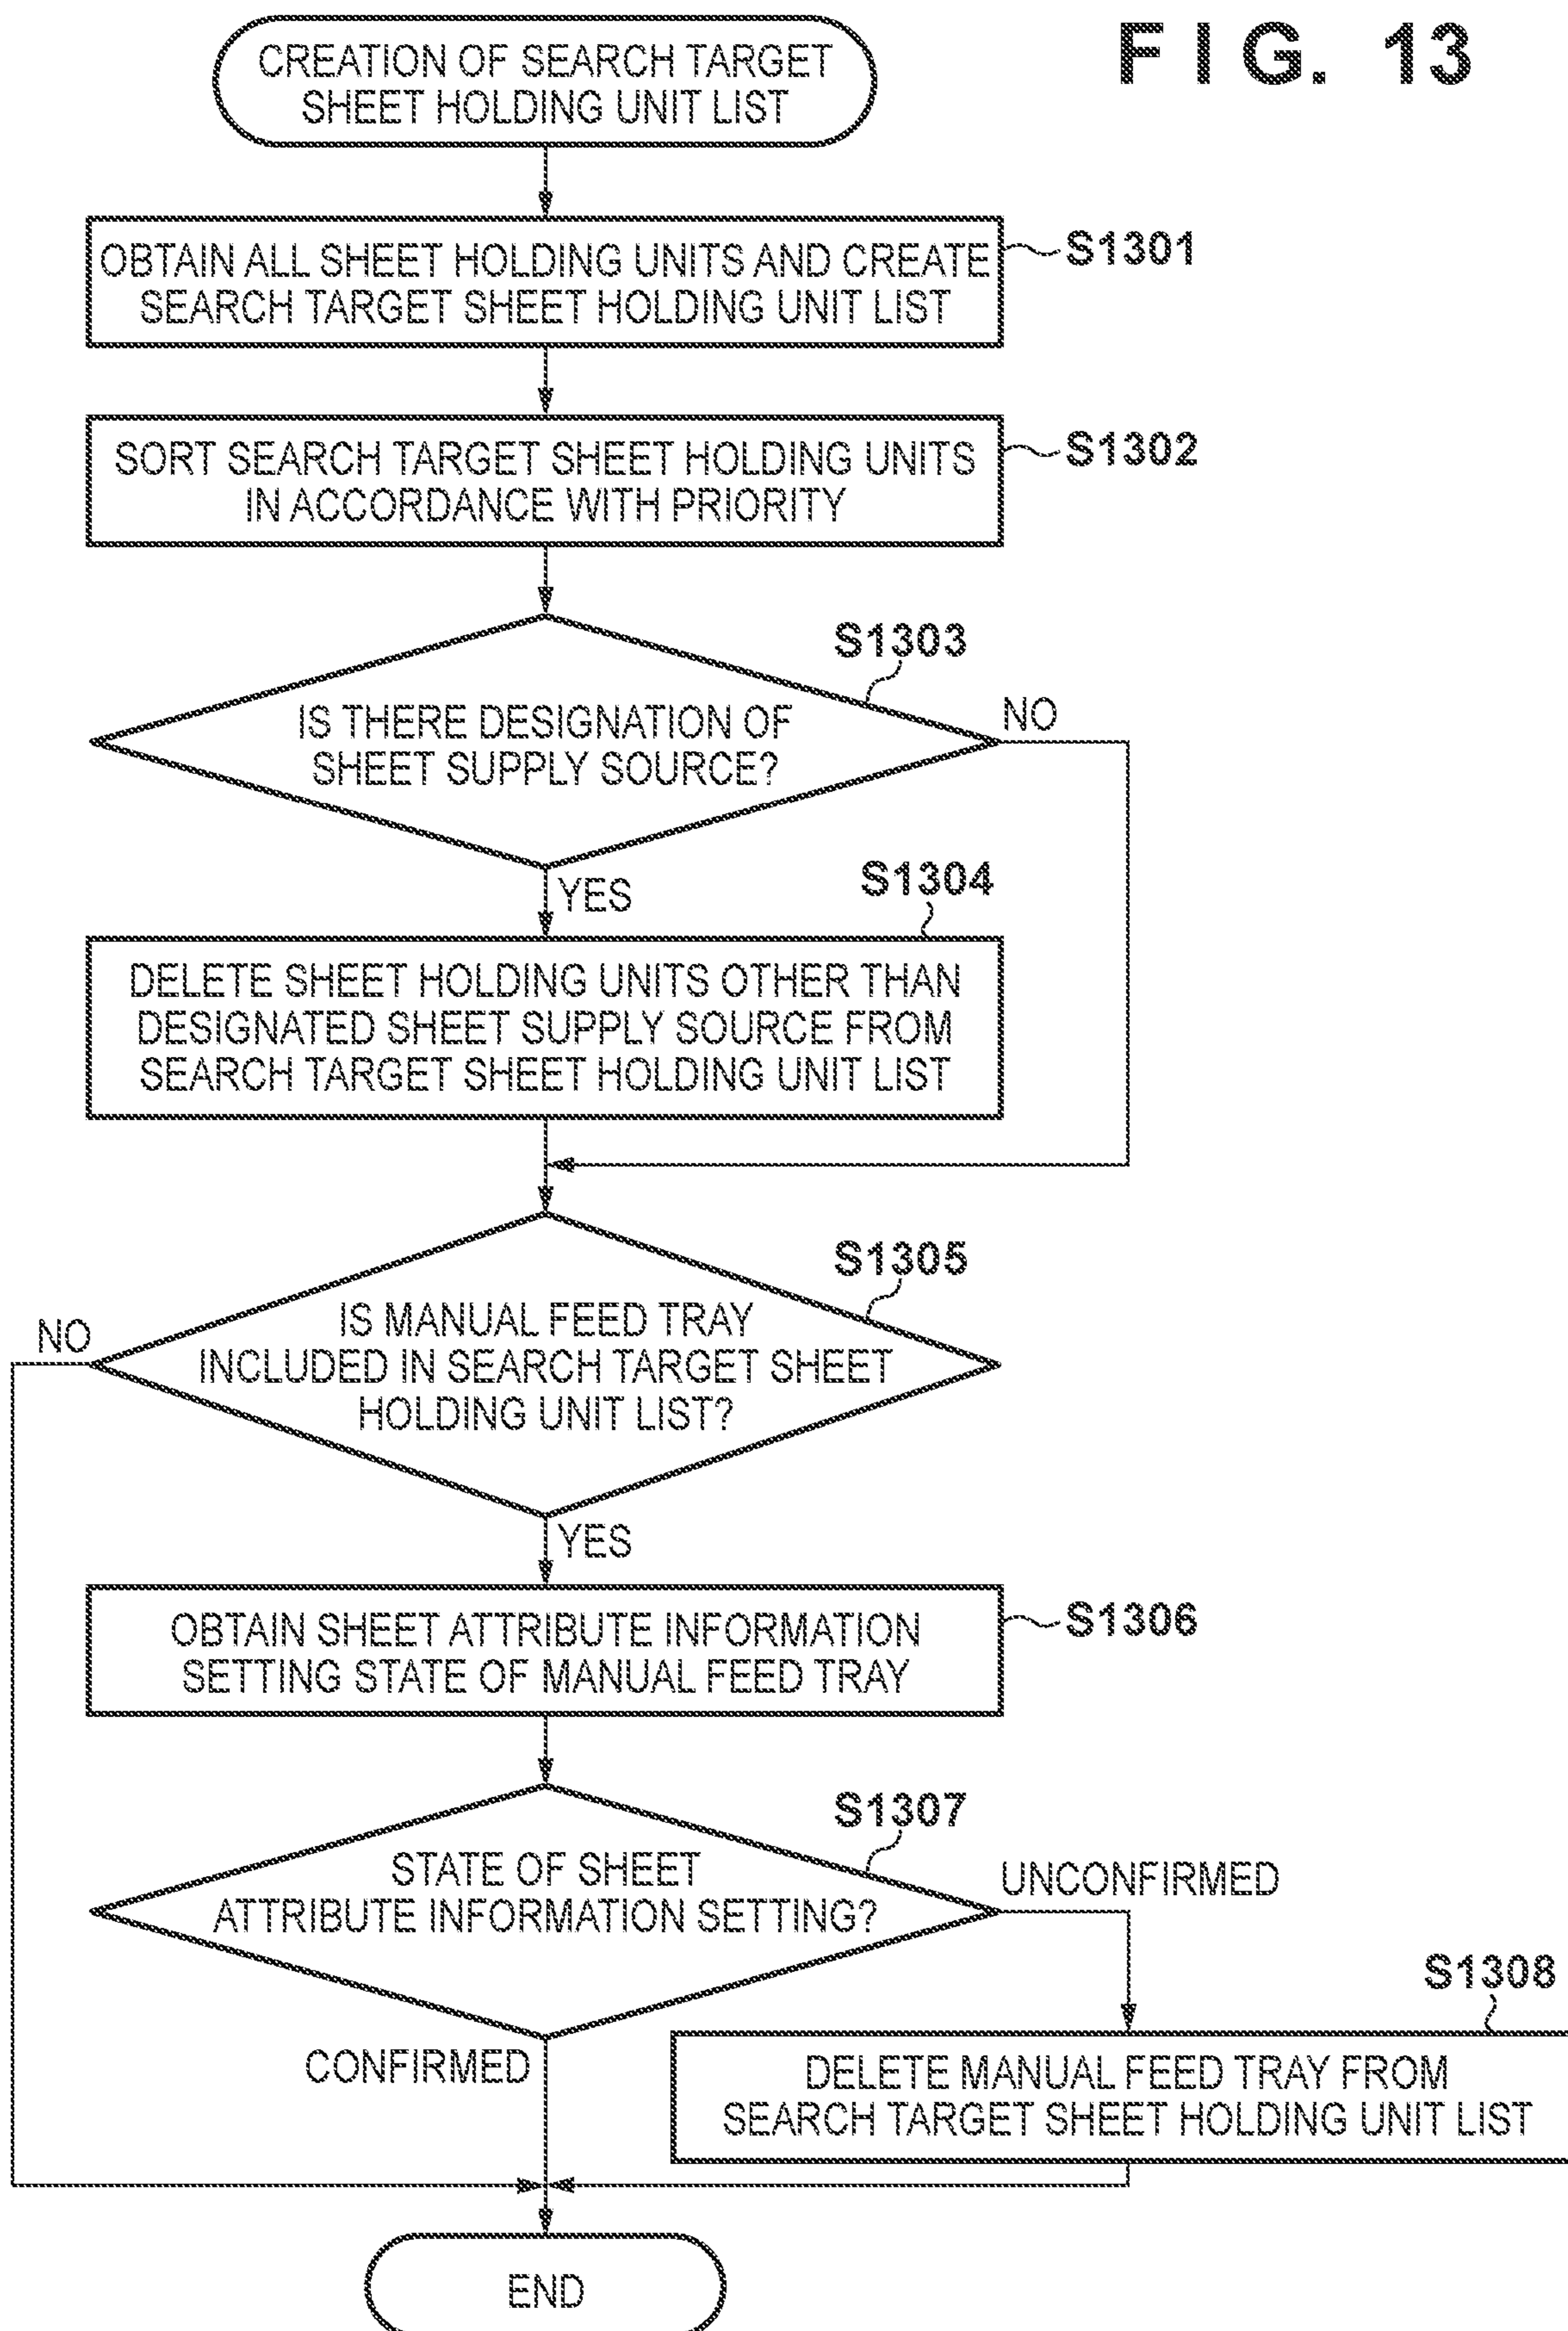 FIG. 13
CREATION OF SEARCH TARGET
SHEET HOLDING UNIT LIST
OBTAIN ALL SHEET HOLDING UNITS AND CREATE
SEARCH TARGET SHEET HOLDING UNIT LIST
S1301
SORT SEARCH TARGET SHEET HOLDING UNITS
IN ACCORDANCE WITH PRIORITY
S1302
S1303
IS THERE DESIGNATION OF
SHEET SUPPLY SOURCE?
NO
YES
S1304
DELETE SHEET HOLDING UNITS OTHER THAN
DESIGNATED SHEET SUPPLY SOURCE FROM
SEARCH TARGET SHEET HOLDING UNIT LIST
S1305
IS MANUAL FEED TRAY
INCLUDED IN SEARCH TARGET SHEET
HOLDING UNIT LIST?
NO
YES
OBTAIN SHEET ATTRIBUTE INFORMATION
SETTING STATE OF MANUAL FEED TRAY
S1306
S1307
STATE OF SHEET
ATTRIBUTE INFORMATION SETTING?
UNCONFIRMED
CONFIRMED
S1308
DELETE MANUAL FEED TRAY FROM
SEARCH TARGET SHEET HOLDING UNIT LIST
END